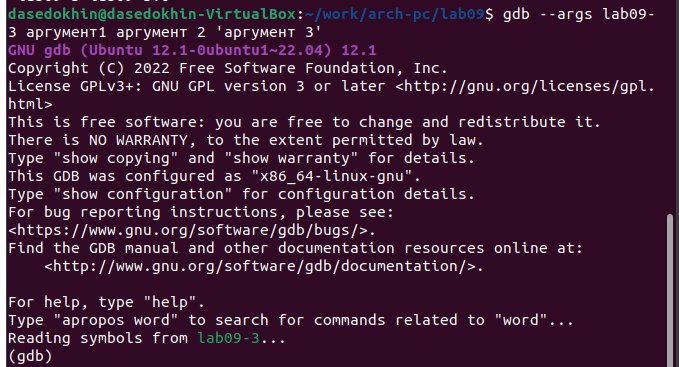 dasedokhin@dasedokhin-VirtualBox:~/work/arch-pc/lab09$ gdb --args lab09-
3 аргумент1 аргумент 2 'аргумент 3'
GNU gdb (Ubuntu 12.1-0ubuntu1~22.04) 12.1
Copyright (C) 2022 Free Software Foundation, Inc.
License GPLv3+: GNU GPL version 3 or later <http://gnu.org/licenses/gpl.
html>
This is free software: you are free to change and redistribute it.
There is NO WARRANTY, to the extent permitted by law.
Type "show copying" and "show warranty" for details.
This GDB was configured as "x86_64-linux-gnu".
Type "show configuration" for configuration details.
For bug reporting instructions, please see:
<https://www.gnu.org/software/gdb/bugs/>.
Find the GDB manual and other documentation resources online at:
    <http://www.gnu.org/software/gdb/documentation/>.

For help, type "help".
Type "apropos word" to search for commands related to "word"...
Reading symbols from lab09-3...
(gdb)